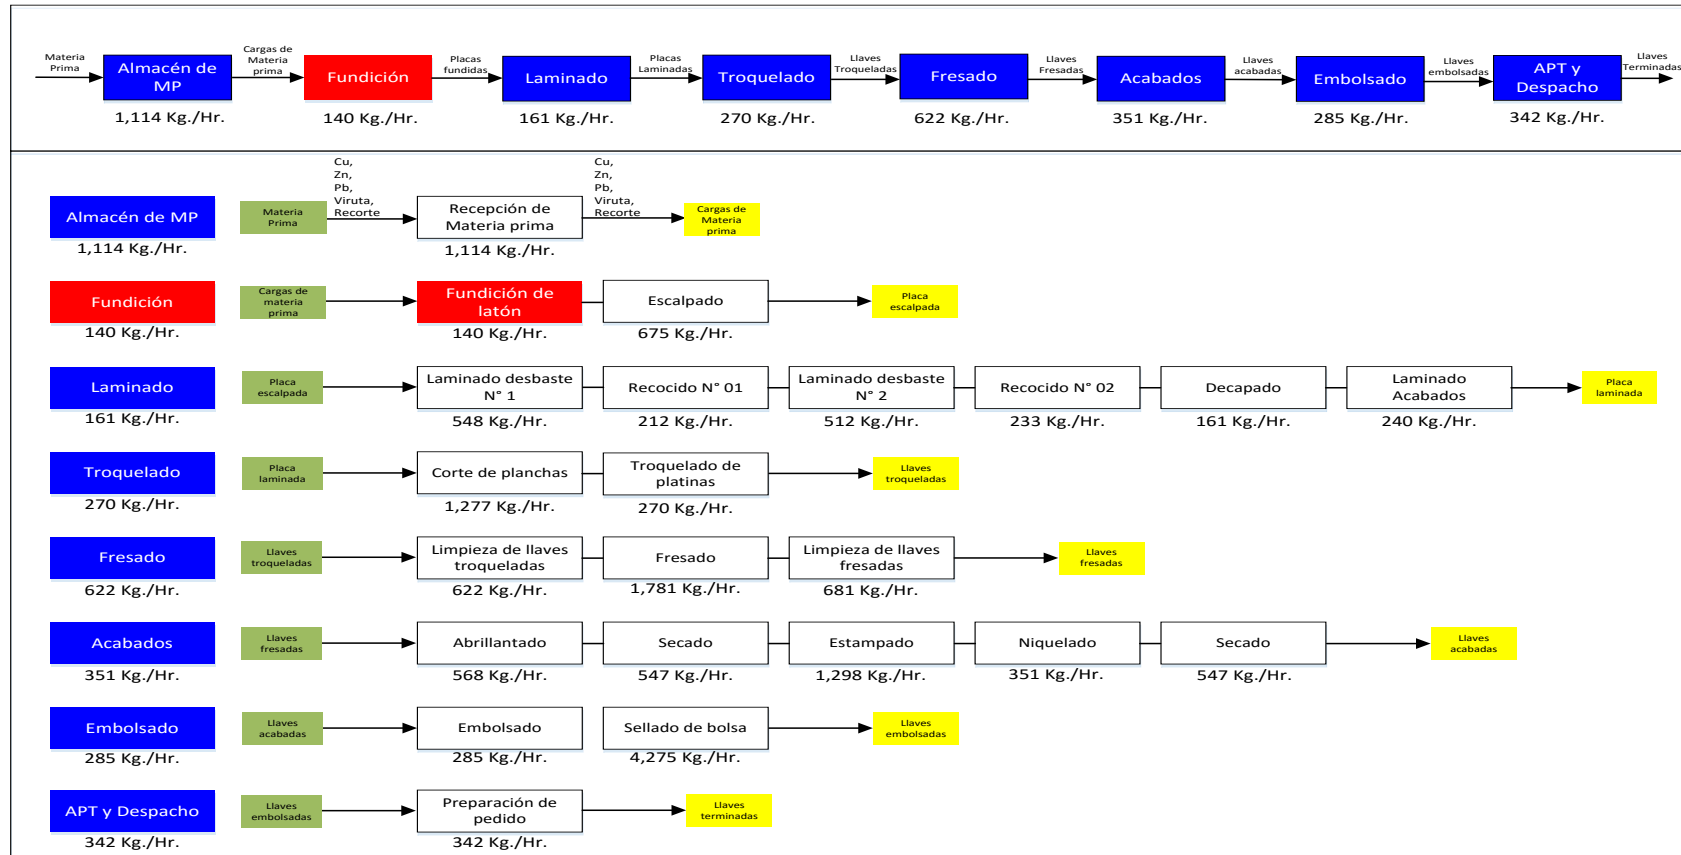 Materia
Prima
Almacén de
MP
1,114 Kg./Hr.
Cargas de
Materia
prima
Fundición
140 Kg./Hr.
Placas
fundidas
Laminado
161 Kg./Hr.
Placas
Laminadas
Troquelado
270 Kg./Hr.
Llaves
Troqueladas
Fresado
622 Kg./Hr.
Llaves
Fresadas
Acabados
351 Kg./Hr.
Llaves
acabadas
Embolsado
285 Kg./Hr.
Llaves
embolsadas
APT y
Despacho
342 Kg./Hr.
Llaves
Terminadas
Almacén de MP
1,114 Kg./Hr.
Materia
Prima
Cu,
Zn,
Pb,
Viruta,
Recorte
Recepción de
Materia prima
1,114 Kg./Hr.
Cu,
Zn,
Pb,
Viruta,
Recorte
Cargas de
Materia
prima
Fundición
140 Kg./Hr.
Cargas de
materia
prima
Fundición de
latón
140 Kg./Hr.
Escalpado
675 Kg./Hr.
Placa
escalpada
Laminado
161 Kg./Hr.
Placa
escalpada
Laminado desbaste
N° 1
548 Kg./Hr.
Recocido N° 01
212 Kg./Hr.
Laminado desbaste
N° 2
512 Kg./Hr.
Recocido N° 02
233 Kg./Hr.
Decapado
161 Kg./Hr.
Laminado
Acabados
240 Kg./Hr.
Placa
laminada
Troquelado
270 Kg./Hr.
Placa
laminada
Corte de planchas
1,277 Kg./Hr.
Troquelado de
platinas
270 Kg./Hr.
Llaves
troqueladas
Fresado
622 Kg./Hr.
Llaves
troqueladas
Limpieza de llaves
troqueladas
622 Kg./Hr.
Fresado
1,781 Kg./Hr.
Limpieza de llaves
fresadas
681 Kg./Hr.
Llaves
fresadas
Acabados
351 Kg./Hr.
Llaves
fresadas
Abrillantado
568 Kg./Hr.
Secado
547 Kg./Hr.
Estampado
1,298 Kg./Hr.
Niquelado
351 Kg./Hr.
Secado
547 Kg./Hr.
Llaves
acabadas
Embolsado
285 Kg./Hr.
Llaves
acabadas
Embolsado
285 Kg./Hr.
Sellado de bolsa
4,275 Kg./Hr.
Llaves
embolsadas
APT y Despacho
342 Kg./Hr.
Llaves
embolsadas
Preparación de
pedido
342 Kg./Hr.
Llaves
terminadas